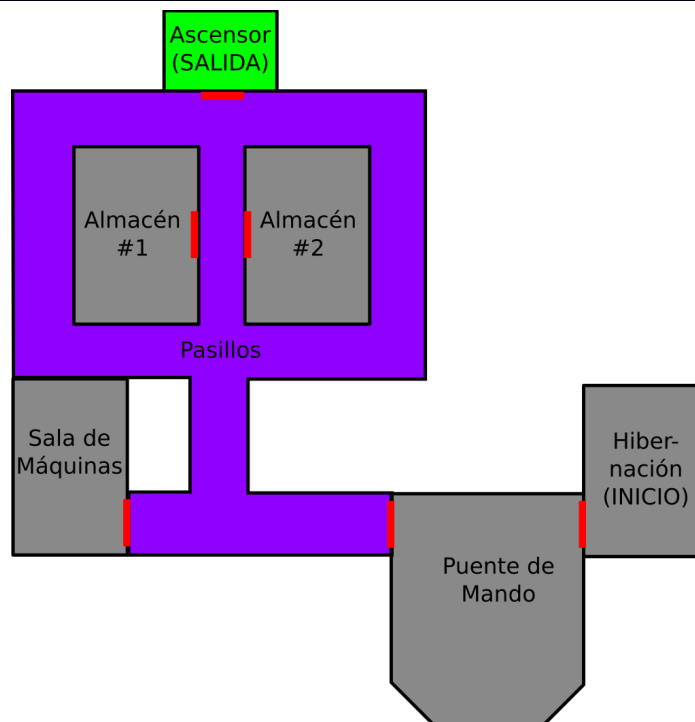 Ascensor
(SALIDA)
Almacén
#1
Almacén
#2
Pasillos
Sala de
Máquinas
Hiber-
nación
(INICIO)
Puente de
Mando